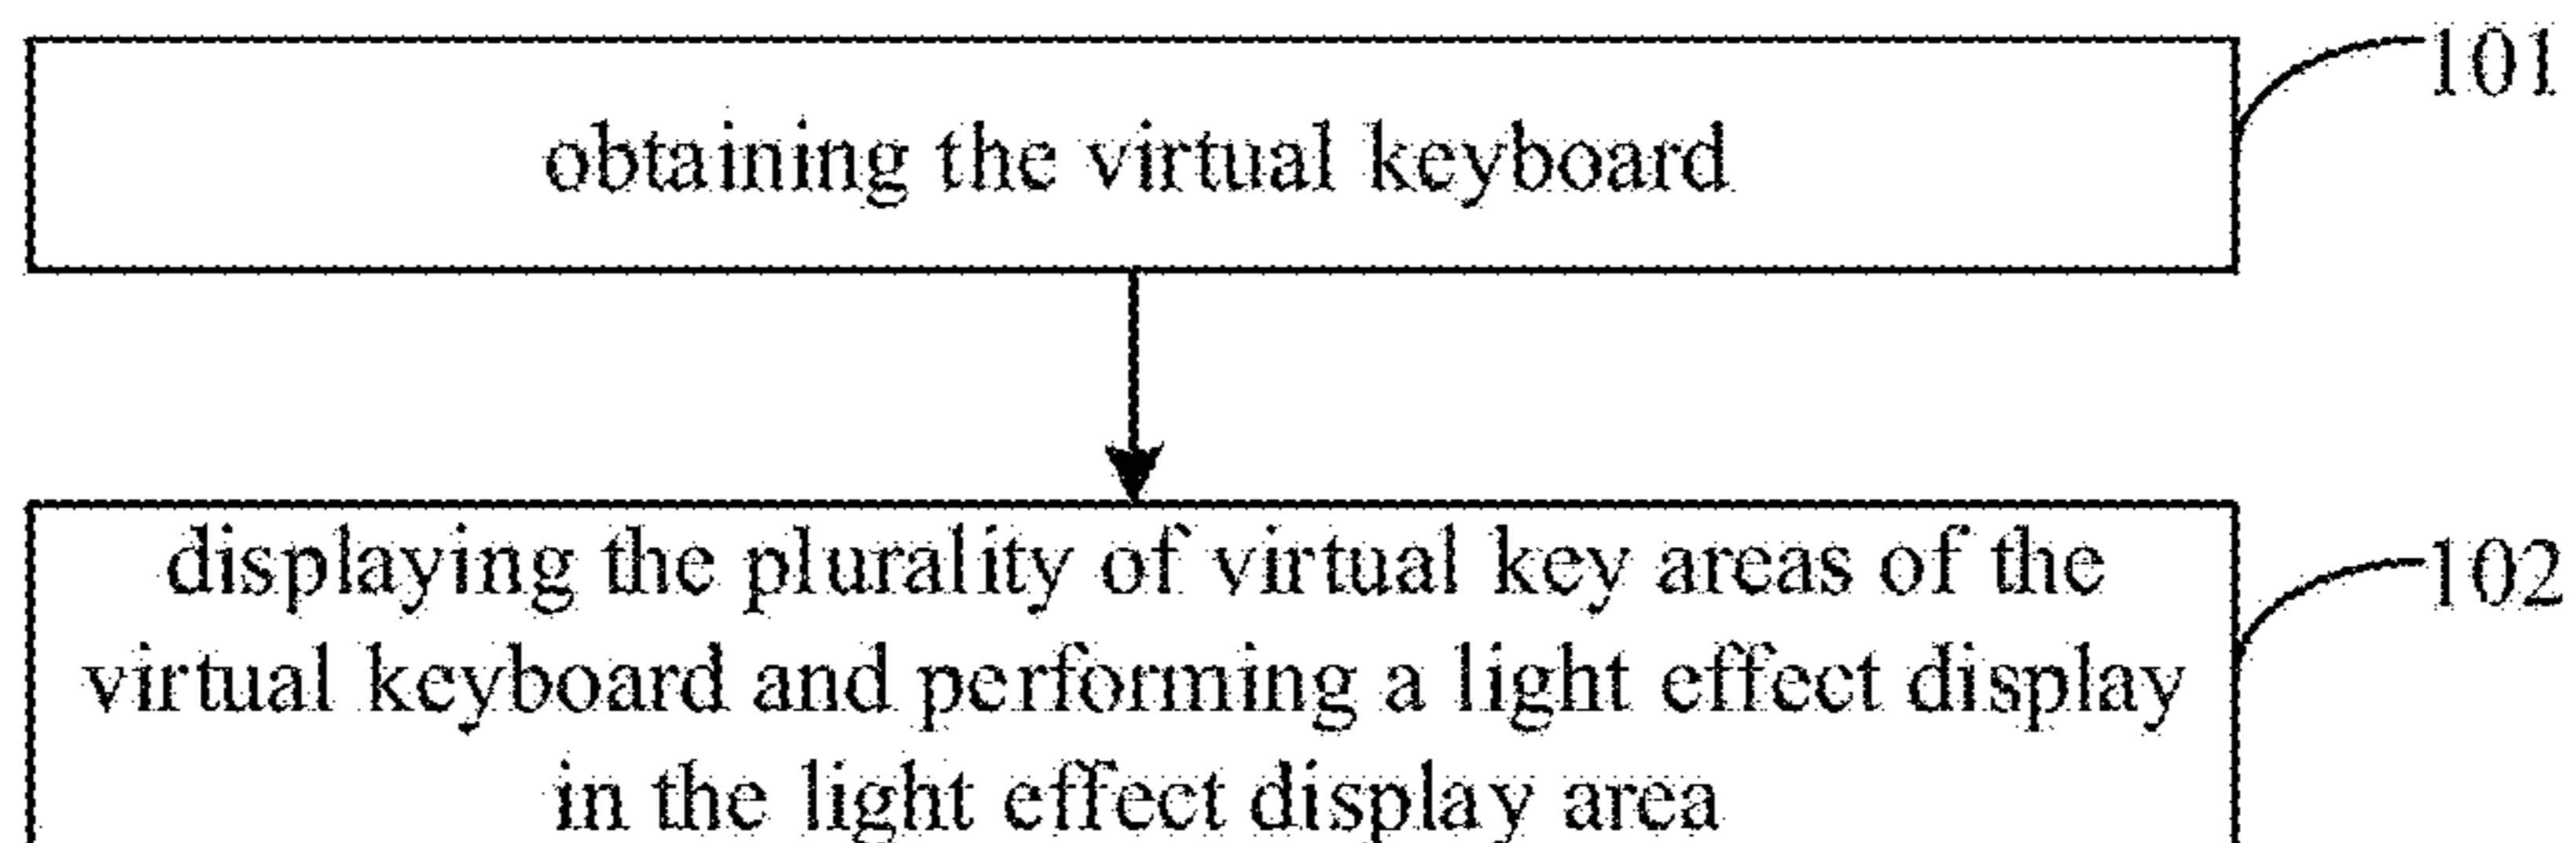 101
obtaining the virtual keyboard
102
displaying the plurality of virtual key areas of the
virtual keyboard and performing a light effect display
in the light effect display area